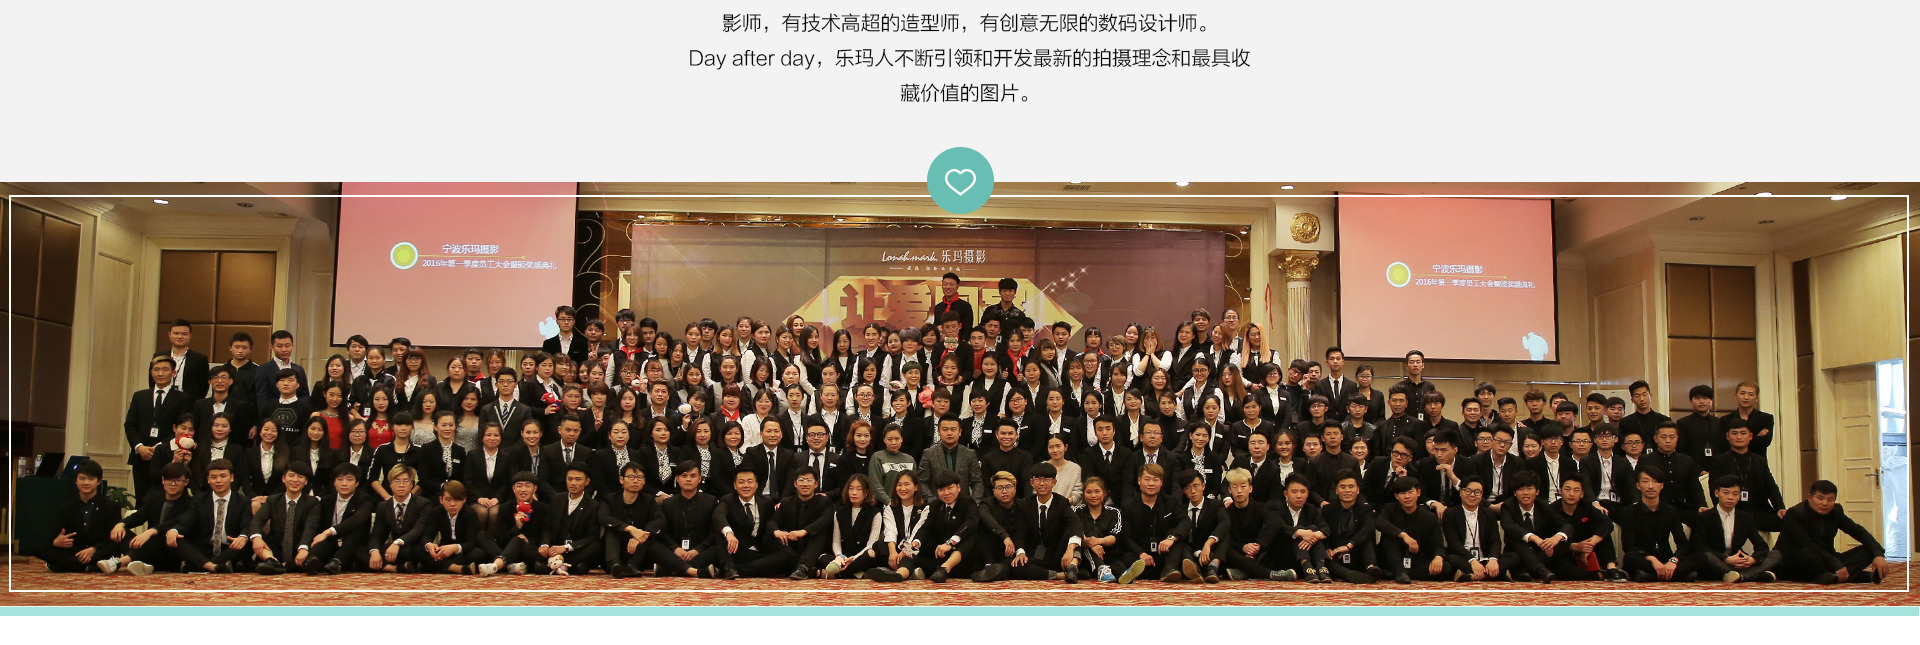 影师，有技术高超的造型师，有创意无限的数码设计师。
Day after day，乐玛人不断引领和开发最新的拍摄理念和最具收
藏价值的图片。
宁波乐玛摄影
2016年第一季度员工大会暨颁奖盛典礼
Lomahmark 乐玛摄影
让爱
宁波乐玛摄影
2016年第一季度员工大会暨颁奖盛典礼